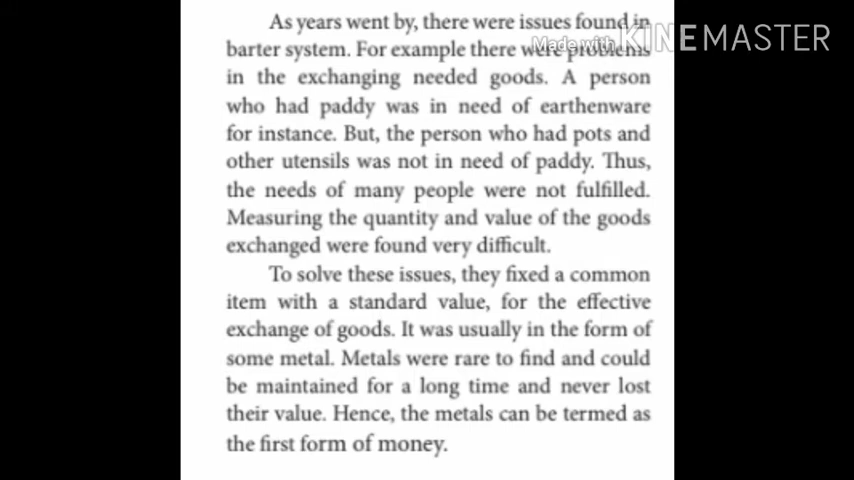 As years went by, there were issues found in
barter system. For example there were problems
Made with KINEMASTER
in the exchanging needed goods. A person
who had paddy was in need of earthenware
for instance. But, the person who had pots and
other utensils was not in need of paddy. Thus,
the needs of many people were not fulfilled.
Measuring the quantity and value of the goods
exchanged were found very difficult.
To solve these issues, they fixed a common
item with a standard value, for the effective
exchange of goods. It was usually in the form of
some metal. Metals were rare to find and could
be maintained for a long time and never lost
their value. Hence, the metals can be termed as
the first form of money.